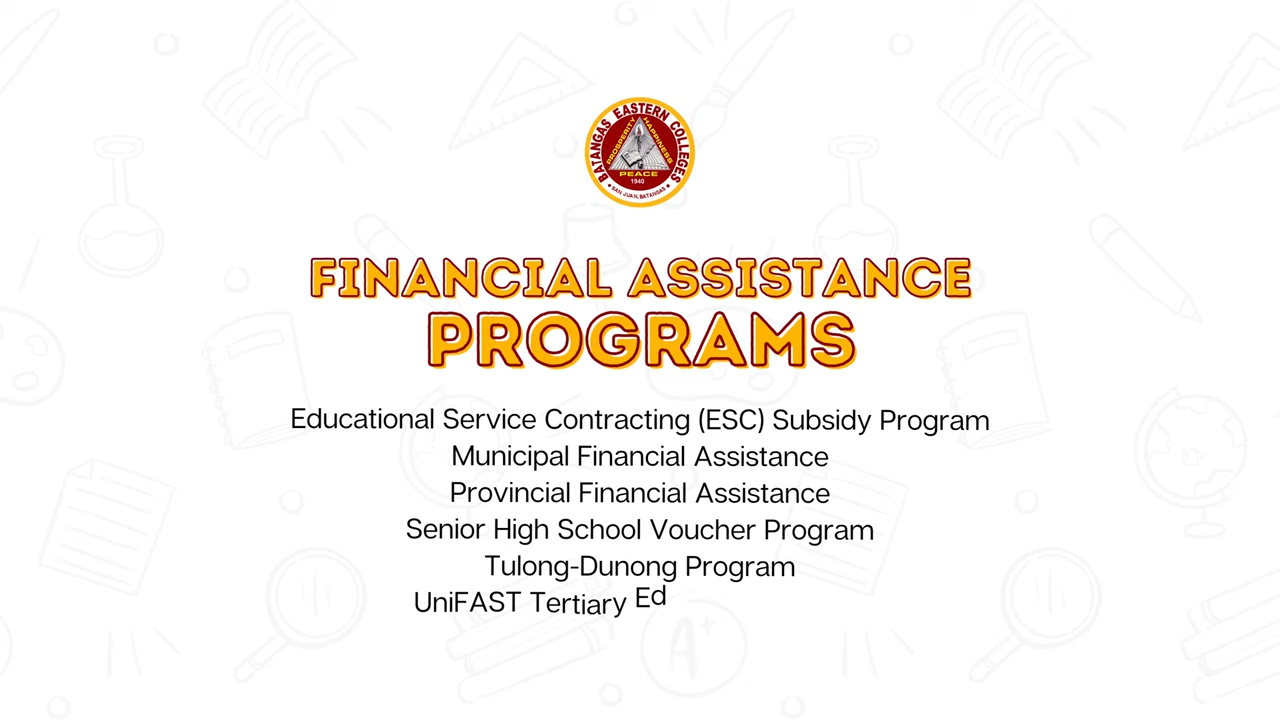 BATANGAS EASTERN COLLEGES
PROSPERITY
HAPPINESS
PEACE
1940
SAN JUAN, BATANGAS
FINANCIAL ASSISTANCE
PROGRAMS
Educational Service Contracting (ESC) Subsidy Program
Municipal Financial Assistance
Provincial Financial Assistance
Senior High School Voucher Program
Tulong-Dunong Program
UniFAST Tertiary Ed
A+